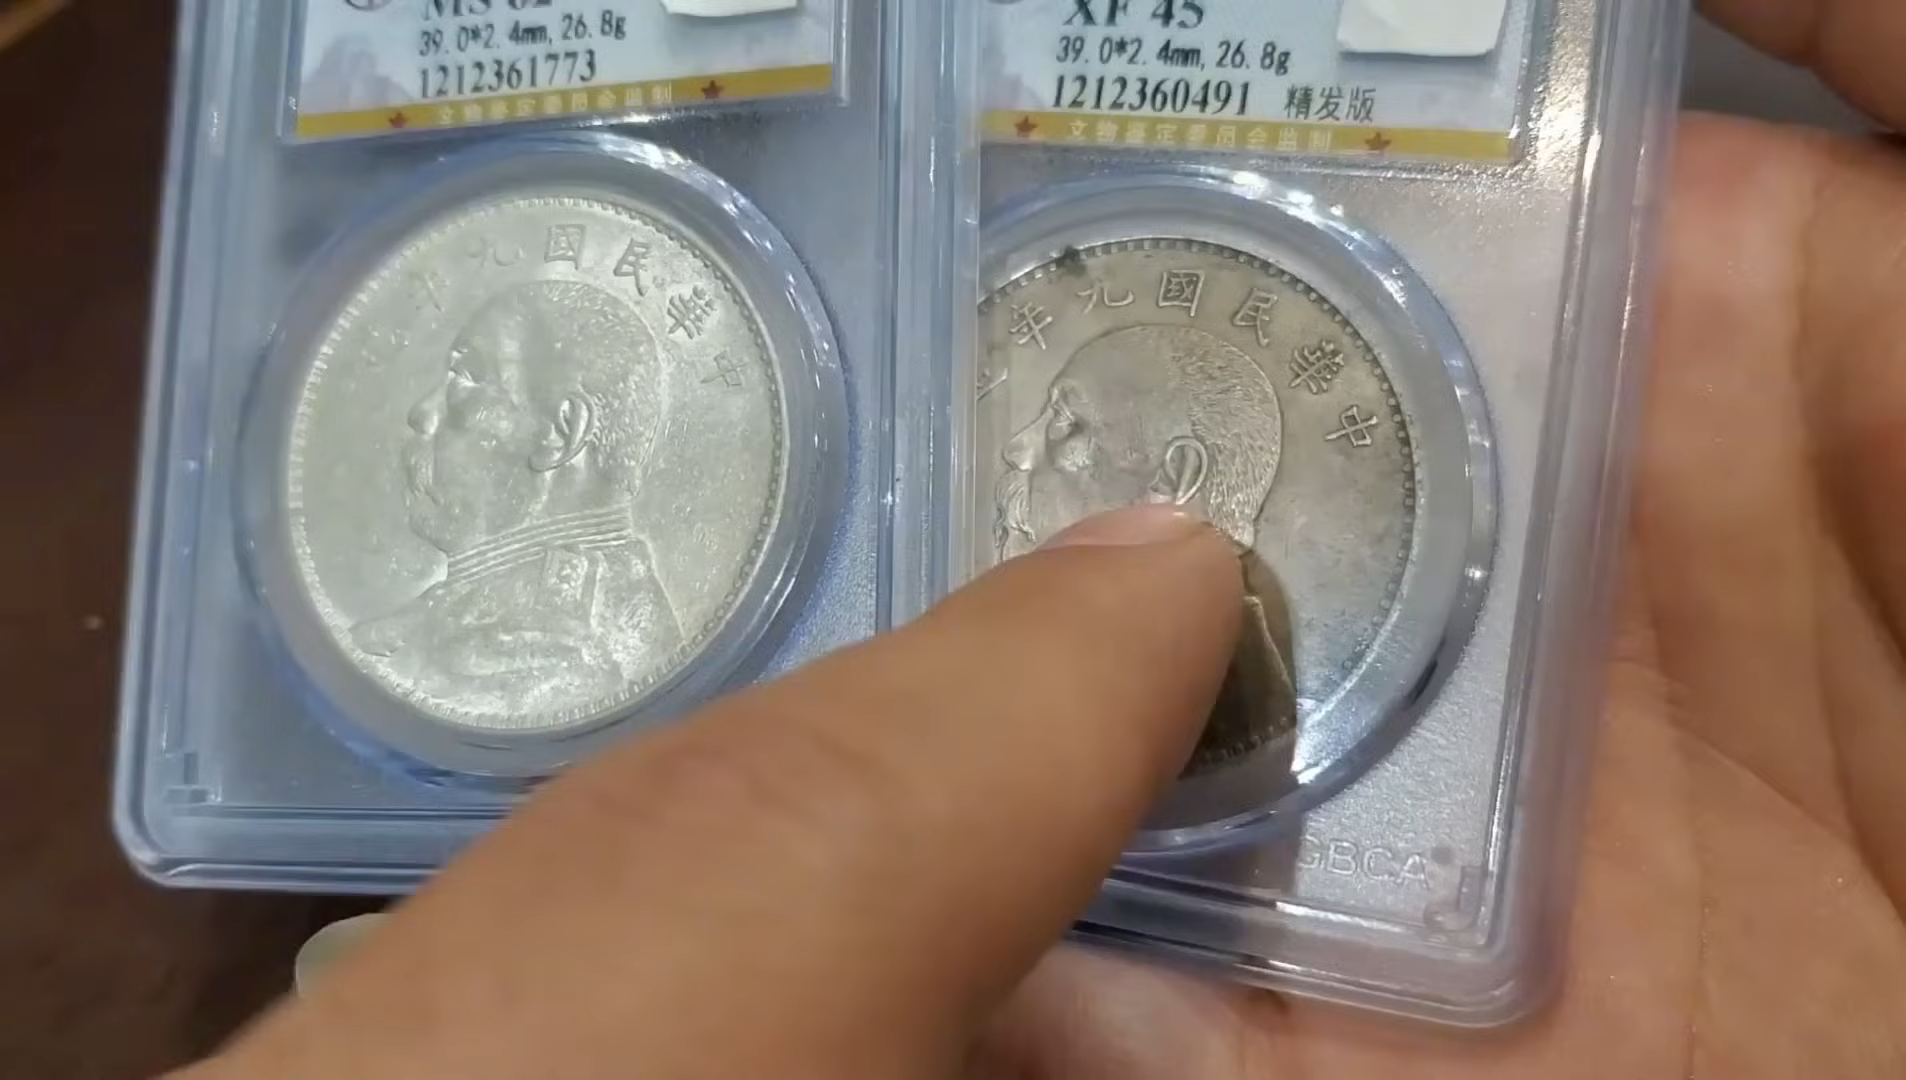 MS 62
39.0*2.4mm, 26.8g
1212361773
文物鉴定委员会监制
中華民國九年
XF 45
39.0*2.4mm, 26.8g
1212360491 精发版
文物鉴定委员会监制
中華民國九年
GBCA